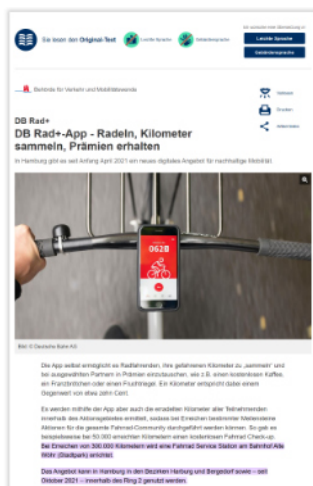 Sie lesen den Original-Text
Leichte Sprache
Gebärdensprache
Leichte Sprache
Gebärdensprache
Behörde für Verkehr und Mobilitätswende
Vorlesen
Drucken
Weiterleiten
DB Rad+
DB Rad+-App - Radeln, Kilometer
sammeln, Prämien erhalten
In Hamburg gibt es seit Anfang April 2021 ein neues digitales Angebot für nachhaltige Mobilität.
062
Bild: © Deutsche Bahn AG
Die App selbst ermöglicht es Radfahrenden, ihre gefahrenen Kilometer zu „sammeln“ und
bei ausgewählten Partnern in Prämien einzutauschen, wie z.B. einen kostenlosen Kaffee,
ein Franzbrötchen oder einen Fruchtriegel. Ein Kilometer entspricht dabei einem
Gegenwert von etwa zehn Cent.
Es werden mithilfe der App aber auch die erradelten Kilometer aller Teilnehmenden
innerhalb des Aktionsgebietes ermittelt, sodass bei Erreichen bestimmter Meilensteine
Aktionen für die gesamte Fahrrad-Community durchgeführt werden können. So gab es
beispielsweise bei 50.000 erreichten Kilometern einen kostenlosen Fahrrad Check-up.
Bei Erreichen von 300.000 Kilometern wird eine Fahrrad Service Station am Bahnhof Alte
Wöhr (Stadtpark) errichtet.
Das Angebot kann in Hamburg in den Bezirken Harburg und Bergedorf sowie – seit
Oktober 2021 – innerhalb des Ring 2 genutzt werden.